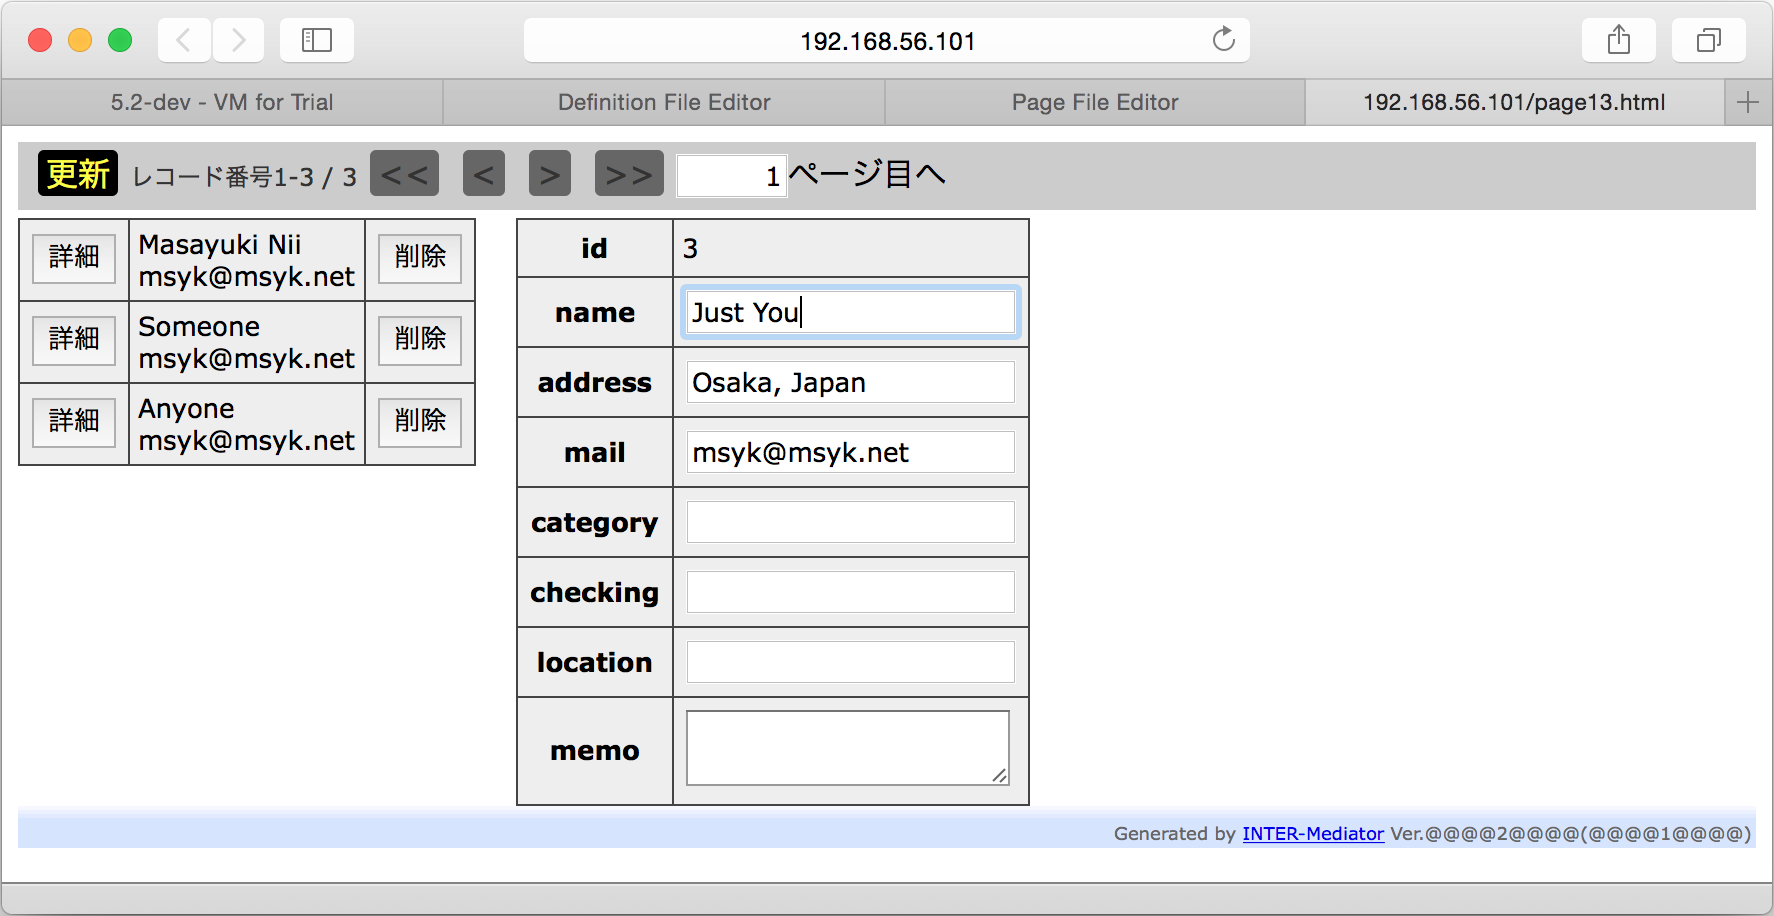 192.168.56.101
5.2-dev - VM for Trial
Definition File Editor
Page File Editor
192.168.56.101/page13.html
更新 レコード番号1-3 / 3 << < > >> 1ページ目へ
詳細 Masayuki Nii 削除
msyk@msyk.net
詳細 Someone 削除
msyk@msyk.net
詳細 Anyone 削除
msyk@msyk.net
id 3
name Just You
address Osaka, Japan
mail msyk@msyk.net
category
checking
location
memo
Generated by INTER-Mediator Ver.@@@@2@@@@(@@@@1@@@@)